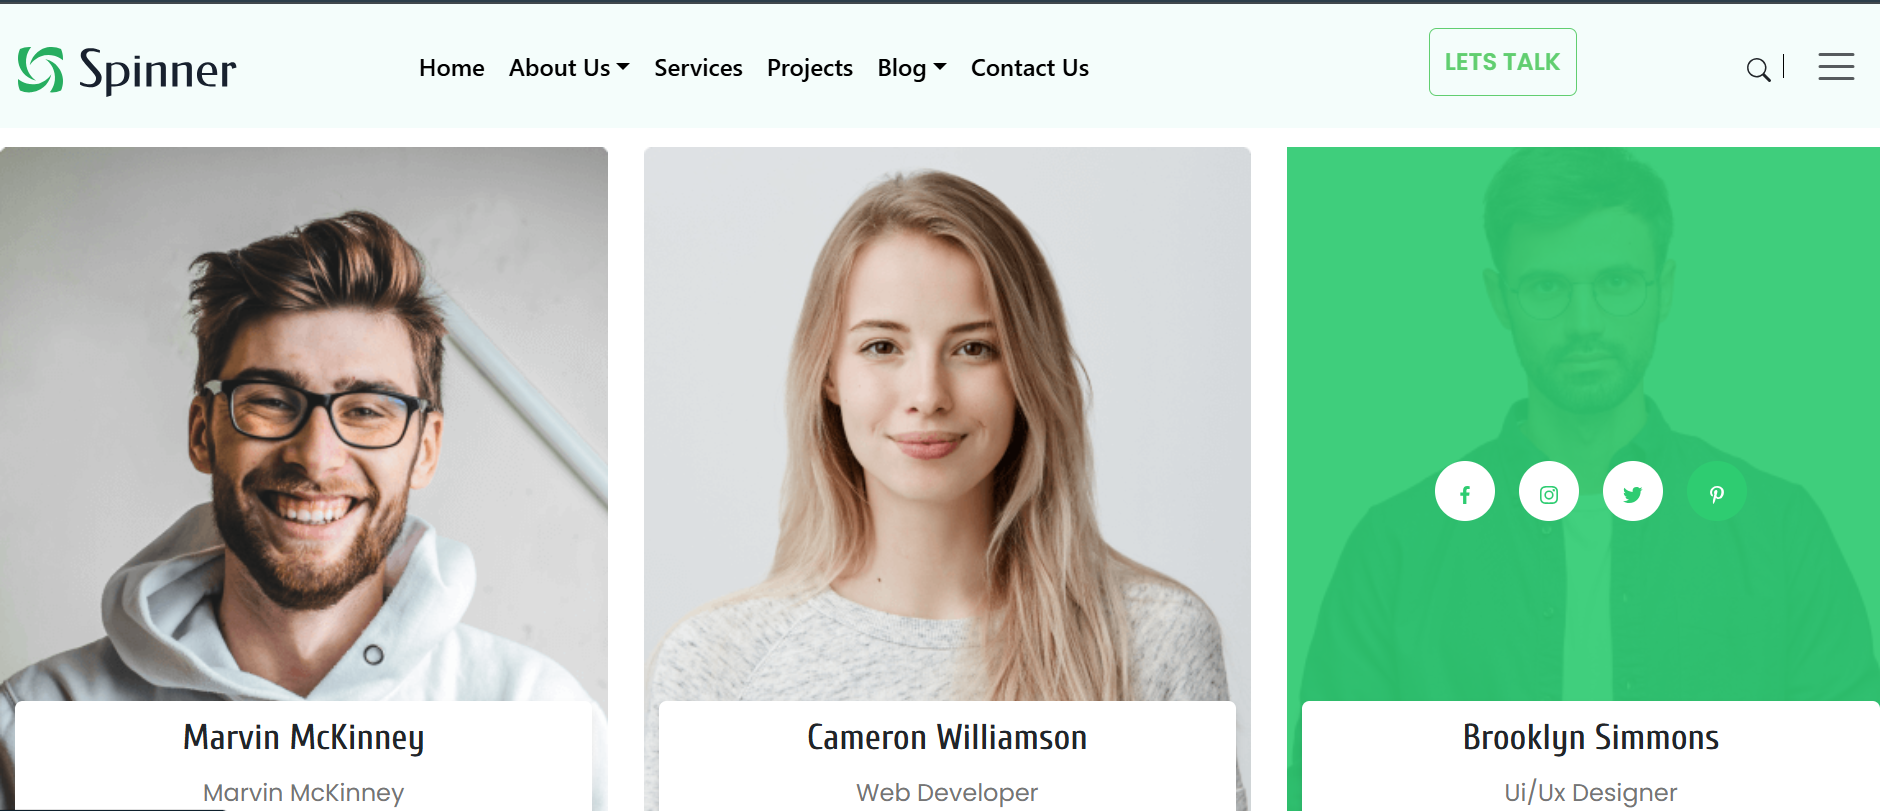 Spinner
Home About Us Services Projects Blog Contact Us
LETS TALK
Marvin McKinney
Marvin McKinney
Cameron Williamson
Web Developer
Brooklyn Simmons
Ui/Ux Designer